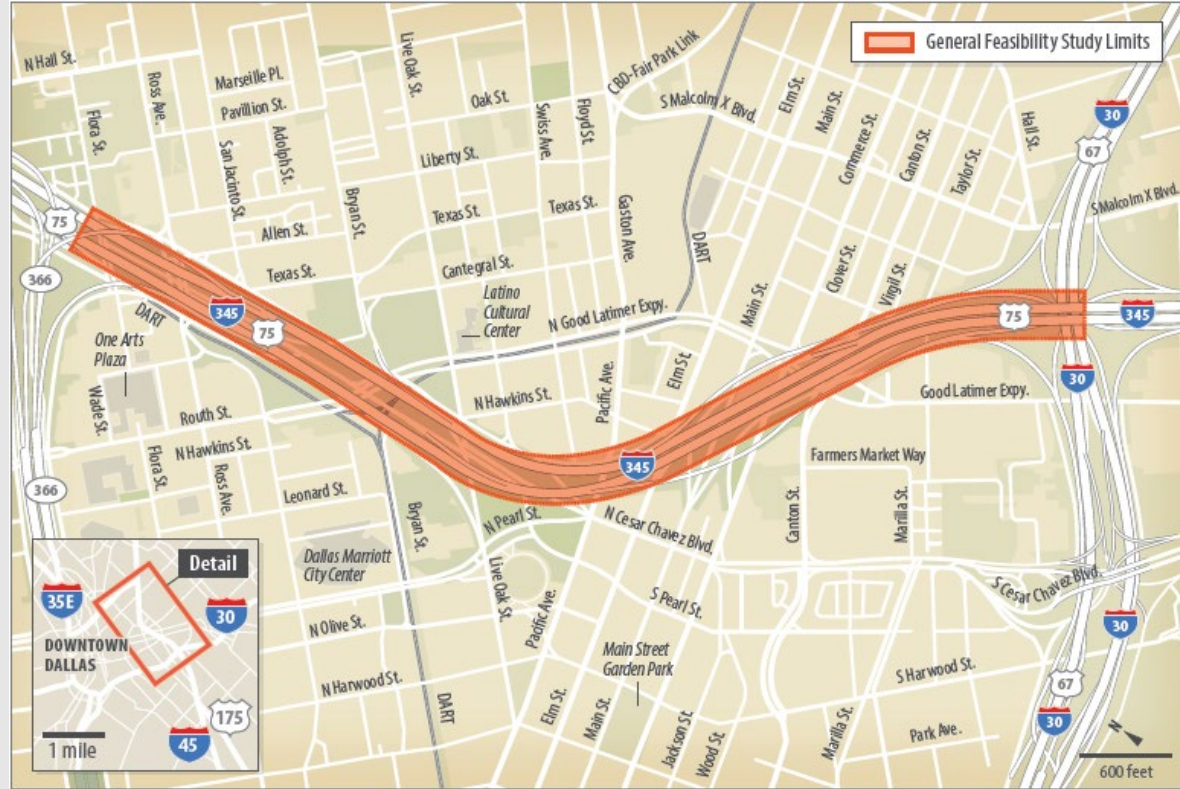 General Feasibility Study Limits
N Hall St.
Ross Ave.
Flora St.
Marseille Pl.
Pavillion St.
Adolph St.
San Jacinto St.
Live Oak St.
Oak St.
Swiss Ave.
Floyd St
CBD-Fair Park Link
S Malcolm X Blvd.
Elm St.
Main St.
Commerce St.
Canton St.
Taylor St.
Hall St.
30
67
S Malcolm X Blvd.
Liberty St.
Bryan St.
Texas St.
Texas St.
Gaston Ave.
DART
75
366
Allen St.
Texas St.
Cantegral St.
Latino
Cultural
Center
N Good Latimer Expy.
Main St.
Clover St.
Virgil St.
345
75
DART
75
345
One Arts
Plaza
Wade St.
Routh St.
N Hawkins St.
Flora St.
Ross Ave.
Leonard St.
N Hawkins St.
Pacific Ave.
Elm St.
30
Good Latimer Expy.
345
Farmers Market Way
366
Bryan St.
N Pearl St.
N Cesar Chavez Blvd.
Canton St.
Marilla St.
Dallas Marriott
City Center
Live Oak St.
Pacific Ave.
S Pearl St.
S Cesar Chavez Blvd.
30
N Olive St.
N Harwood St.
DART
Elm St.
Main St.
Main Street
Garden Park
Jackson St.
Wood St.
Marilla St.
S Harwood St.
Park Ave.
67
30
N
600 feet
Detail
35E
30
DOWNTOWN
DALLAS
175
45
1 mile